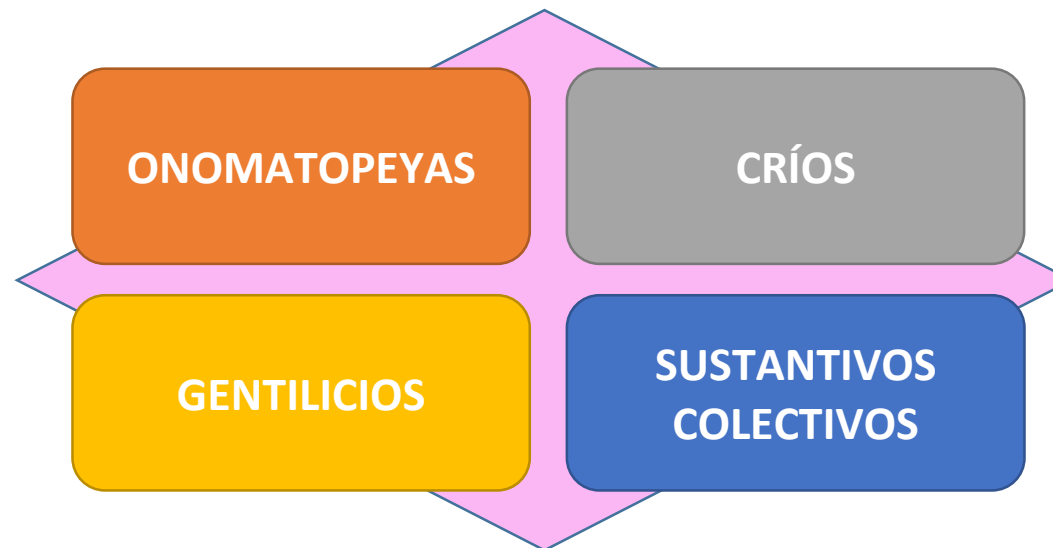 ONOMATOPEYAS
CRÍOS
GENTILICIOS
SUSTANTIVOS
COLECTIVOS